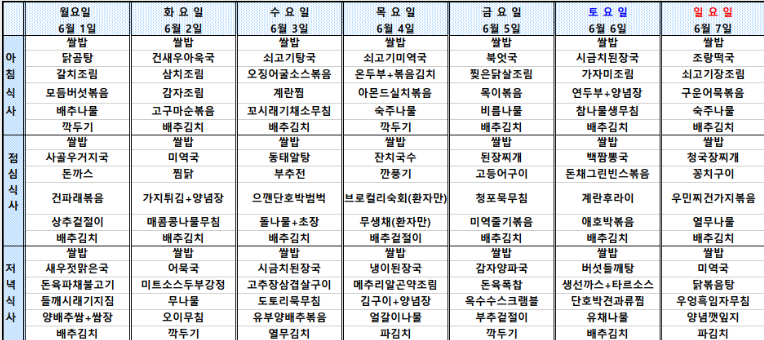 월요일 화 요 일 수 요 일 목 요 일 금 요 일 토 요 일 일 요 일
6월 1일 6월 2일 6월 3일 6월 4일 6월 5일 6월 6일 6월 7일
아침식사
쌀밥 쌀밥 쌀밥 쌀밥 쌀밥 쌀밥 쌀밥
닭곰탕 건새우아욱국 쇠고기탕국 쇠고기미역국 북엇국 시금치된장국 조랑떡국
갈치조림 삼치조림 오징어굴소스볶음 온두부+볶음김치 찢은닭살조림 가자미조림 쇠고기장조림
모듬버섯볶음 감자조림 계란찜 아몬드실치볶음 목이볶음 연두부+양념장 구운어묵볶음
배추나물 고구마순볶음 꼬시래기채소무침 숙주나물 비름나물 참나물생무침 숙주나물
깍두기 배추김치 배추김치 깍두기 배추김치 배추김치 배추김치
점심식사
쌀밥 쌀밥 쌀밥 쌀밥 쌀밥 쌀밥 쌀밥
사골우거지국 미역국 동태알탕 잔치국수 된장찌개 백짬뽕국 청국장찌개
돈까스 찜닭 부추전 깐풍기 고등어구이 돈채그린빈스볶음 꽁치구이
건파래볶음 가지튀김+양념장 으깬단호박범벅 브로컬리숙회(환자만) 청포묵무침 계란후라이 우민찌건가지볶음
상추겉절이 매콤콩나물무침 돌나물+초장 무생채(환자만) 미역줄기볶음 애호박볶음 열무나물
배추김치 배추김치 배추김치 배추겉절이 배추김치 배추김치 배추김치
저녁식사
쌀밥 쌀밥 쌀밥 쌀밥 쌀밥 쌀밥 쌀밥
새우젓맑은국 어묵국 시금치된장국 냉이된장국 감자양파국 버섯들깨탕 미역국
돈육파채불고기 미트소스두부강정 고추장삼겹살구이 메추리알곤약조림 돈육폭찹 생선까스+타르소스 닭볶음탕
들깨시래기지짐 무나물 도토리묵무침 김구이+양념장 옥수수스크램블 단호박견과류찜 우엉흑임자무침
양배추쌈+쌈장 오이무침 유부양배추볶음 얼갈이나물 부추겉절이 유채나물 양념깻잎지
배추김치 깍두기 열무김치 파김치 깍두기 배추김치 파김치